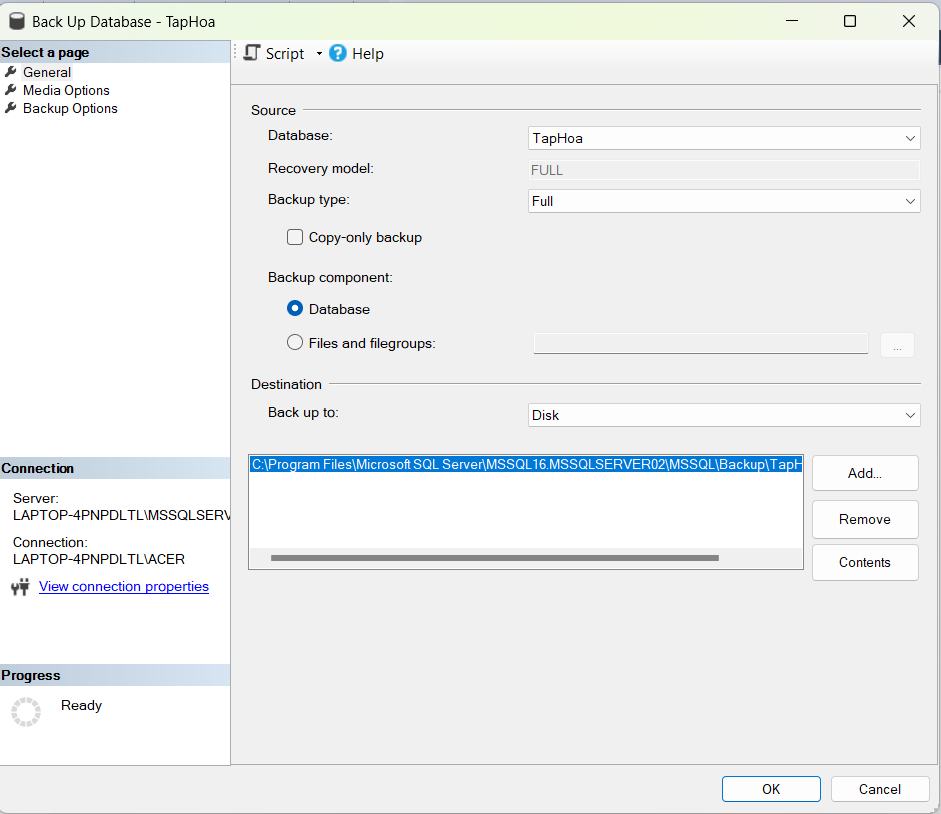 Back Up Database - TapHoa
Select a page
General
Media Options
Backup Options
Script
Help
Source
Database:
TapHoa
Recovery model:
FULL
Backup type:
Full
Copy-only backup
Backup component:
Database
Files and filegroups:
...
Destination
Back up to:
Disk
C:\Program Files\Microsoft SQL Server\MSSQL16.MSSQLSERVER02\MSSQL\Backup\TapH
Add...
Remove
Contents
Connection
Server:
LAPTOP-4PNPDLTL\MSSQLSERV
Connection:
LAPTOP-4PNPDLTL\ACER
View connection properties
Progress
Ready
OK
Cancel